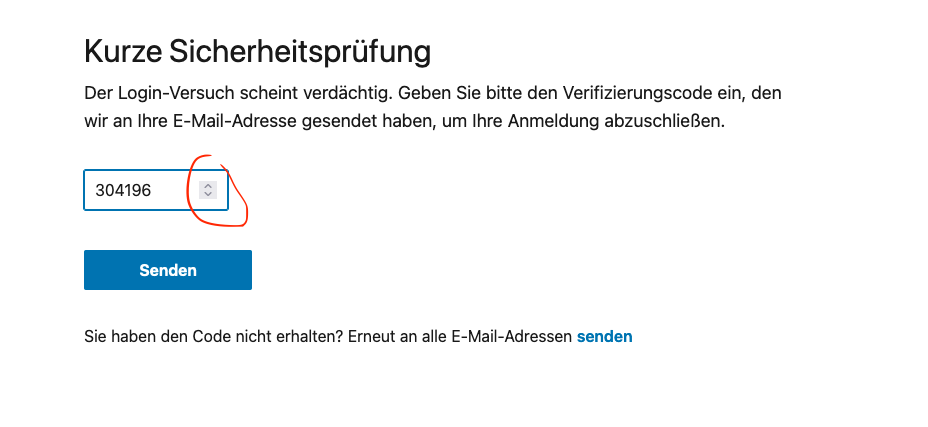 Kurze Sicherheitsprüfung
Der Login-Versuch scheint verdächtig. Geben Sie bitte den Verifizierungscode ein, den
wir an Ihre E-Mail-Adresse gesendet haben, um Ihre Anmeldung abzuschließen.
304196
Senden
Sie haben den Code nicht erhalten? Erneut an alle E-Mail-Adressen senden